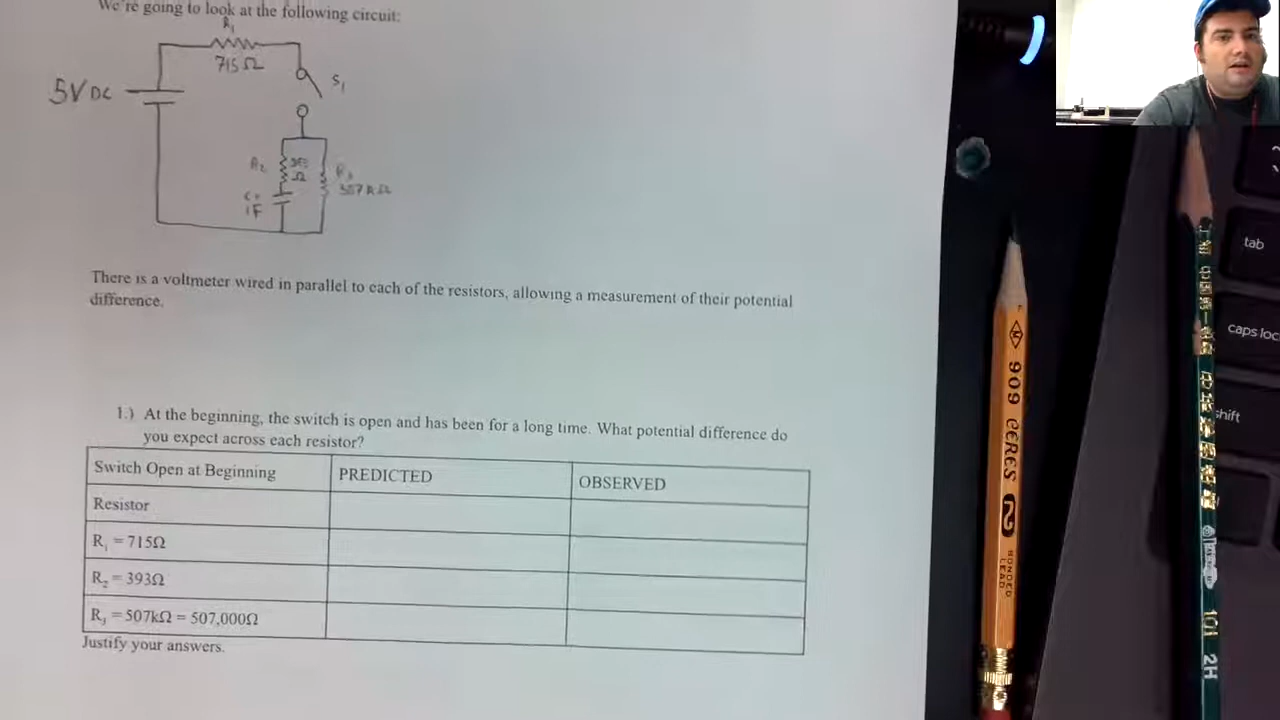 We're going to look at the following circuit:
R₁
715Ω
5V DC
S₁
R₂
Ω
R₃
507kΩ
C₁
1F
There is a voltmeter wired in parallel to each of the resistors, allowing a measurement of their potential
difference.
1.) At the beginning, the switch is open and has been for a long time. What potential difference do
you expect across each resistor?
Switch Open at Beginning PREDICTED OBSERVED
Resistor
R₁ = 715Ω
R₂ = 393Ω
R₃ = 507kΩ = 507,000Ω
Justify your answers.
909 CERES 2
BONDED
LEAD
101 2H
tab
caps loc
shift